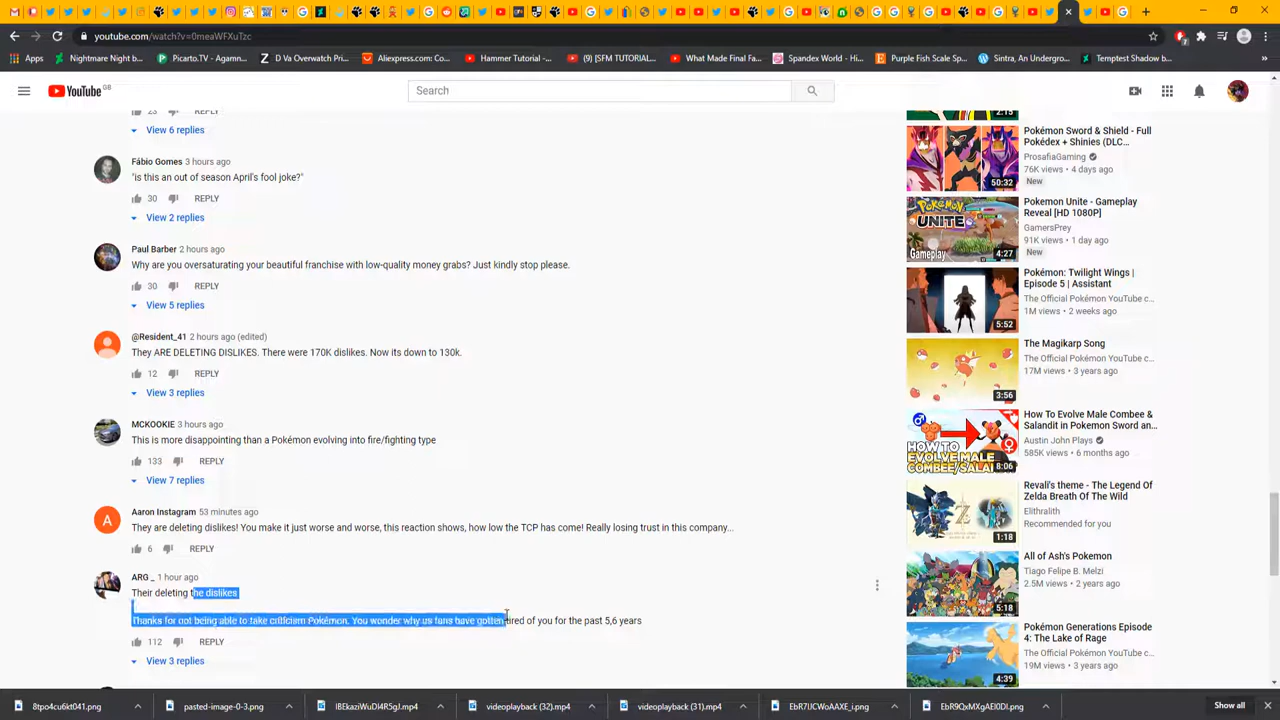 youtube.com/watch?v=0meaWFXuTzc
Apps
Nightmare Night b...
Picarto.TV - Agamn...
D Va Overwatch Pri...
Aliexpress.com: Co...
Hammer Tutorial -...
(9) [SFM TUTORIAL...
What Made Final Fa...
Spandex World - Hi...
Purple Fish Scale Sp...
Sintra, An Undergro...
Tempest Shadow b...
YouTube GB
Search
23 REPLY
View 6 replies
Fábio Gomes 3 hours ago
"is this an out of season April's fool joke?"
30 REPLY
View 2 replies
Paul Barber 2 hours ago
Why are you oversaturating your beautiful franchise with low-quality money grabs? Just kindly stop please.
30 REPLY
View 5 replies
@Resident_41 2 hours ago (edited)
They ARE DELETING DISLIKES. There were 170K dislikes. Now its down to 130k.
12 REPLY
View 3 replies
MCKOOKIE 3 hours ago
This is more disappointing than a Pokémon evolving into fire/fighting type
133 REPLY
View 7 replies
A
Aaron Instagram 53 minutes ago
They are deleting dislikes! You make it just worse and worse, this reaction shows, how low the TCP has come! Really losing trust in this company...
6 REPLY
ARG _ 1 hour ago
Their deleting the dislikes
Thanks for not being able to take criticism Pokémon. You wonder why us fans have gotten tired of you for the past 5,6 years
112 REPLY
View 3 replies
2:15
Pokémon Sword & Shield - Full
Pokédex + Shinies (DLC...
ProsafiaGaming
76K views • 4 days ago
New
50:32
Pokemon Unite - Gameplay
Reveal [HD 1080P]
GamersPrey
91K views • 1 day ago
New
POKÉMON
UNITE
Gameplay
4:27
Pokémon: Twilight Wings |
Episode 5 | Assistant
The Official Pokémon YouTube c...
1M views • 2 weeks ago
5:52
The Magikarp Song
The Official Pokémon YouTube c...
17M views • 3 years ago
3:56
How To Evolve Male Combee &
Salandit in Pokemon Sword an...
Austin John Plays
585K views • 6 months ago
HOW TO
EVOLVE MALE
COMBEE/SALA
8:06
Revali's theme - The Legend Of
Zelda Breath Of The Wild
Elithralith
Recommended for you
1:18
All of Ash's Pokemon
Tiago Felipe B. Melzi
2.5M views • 2 years ago
5:18
Pokémon Generations Episode
4: The Lake of Rage
The Official Pokémon YouTube c...
19M views • 3 years ago
4:39
8tpo4cu6kt041.png
pasted-image-0-3.png
IBEkaziWuDI4R5gJ.mp4
videoplayback (32).mp4
videoplayback (31).mp4
EbR7IJCWoAAXE_i.png
EbR9QxMXgAEI0DI.png
Show all